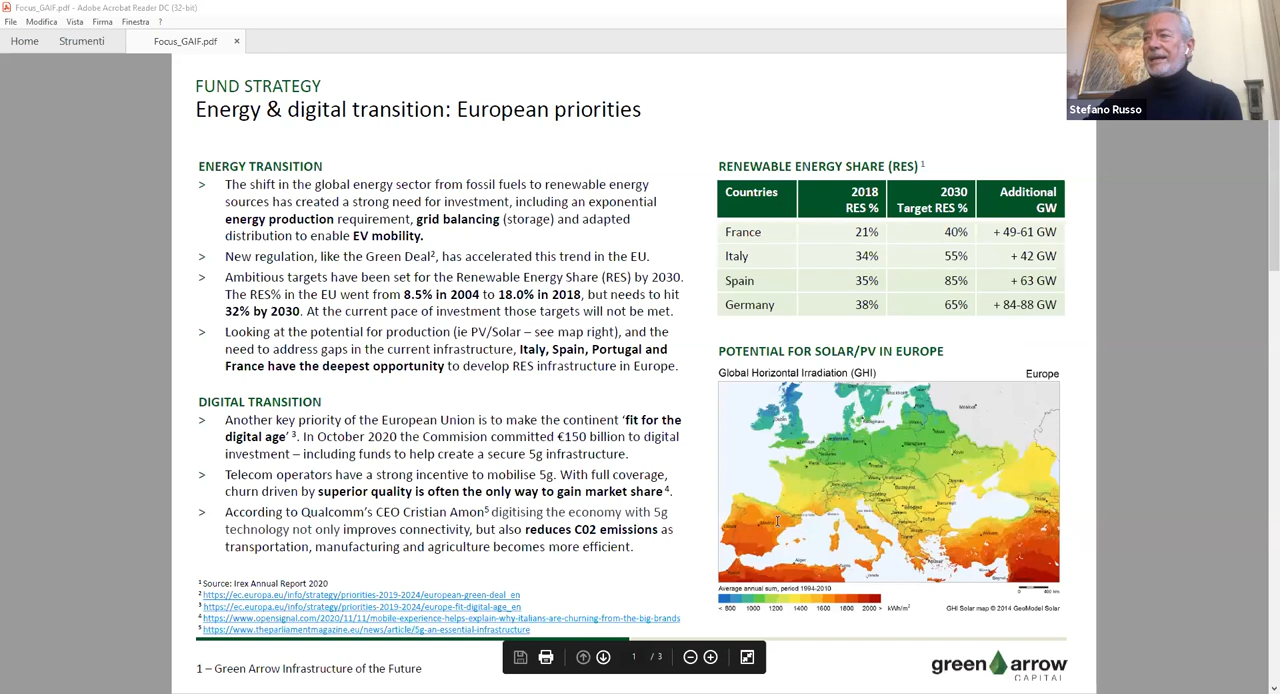 Focus_GAIF.pdf - Adobe Acrobat Reader DC (32-bit)
File Modifica Vista Firma Finestra ?
Home Strumenti Focus_GAIF.pdf ×
Stefano Russo
FUND STRATEGY
Energy & digital transition: European priorities
ENERGY TRANSITION
> The shift in the global energy sector from fossil fuels to renewable energy
sources has created a strong need for investment, including an exponential
energy production requirement, grid balancing (storage) and adapted
distribution to enable EV mobility.
> New regulation, like the Green Deal², has accelerated this trend in the EU.
> Ambitious targets have been set for the Renewable Energy Share (RES) by 2030.
The RES% in the EU went from 8.5% in 2004 to 18.0% in 2018, but needs to hit
32% by 2030. At the current pace of investment those targets will not be met.
> Looking at the potential for production (ie PV/Solar – see map right), and the
need to address gaps in the current infrastructure, Italy, Spain, Portugal and
France have the deepest opportunity to develop RES infrastructure in Europe.
DIGITAL TRANSITION
> Another key priority of the European Union is to make the continent ‘fit for the
digital age’ ³. In October 2020 the Commision committed €150 billion to digital
investment – including funds to help create a secure 5g infrastructure.
> Telecom operators have a strong incentive to mobilise 5g. With full coverage,
churn driven by superior quality is often the only way to gain market share ⁴.
> According to Qualcomm’s CEO Cristian Amon⁵ digitising the economy with 5g
technology not only improves connectivity, but also reduces C02 emissions as
transportation, manufacturing and agriculture becomes more efficient.
¹ Source: Irex Annual Report 2020
² https://ec.europa.eu/info/strategy/priorities-2019-2024/european-green-deal_en
³ https://ec.europa.eu/info/strategy/priorities-2019-2024/europe-fit-digital-age_en
⁴ https://www.opensignal.com/2020/11/11/mobile-experience-helps-explain-why-italians-are-churning-from-the-big-brands
⁵ https://www.theparliamentmagazine.eu/news/article/5g-an-essential-infrastructure
RENEWABLE ENERGY SHARE (RES) ¹
Countries 2018 2030 Additional
RES % Target RES % GW
France 21% 40% + 49-61 GW
Italy 34% 55% + 42 GW
Spain 35% 85% + 63 GW
Germany 38% 65% + 84-88 GW
POTENTIAL FOR SOLAR/PV IN EUROPE
Global Horizontal Irradiation (GHI) Europe
Average annual sum, period 1994-2010
< 800 1000 1200 1400 1600 1800 2000 > kWh/m²
400 km
GHI Solar map © 2014 GeoModel Solar
1 / 3
1 – Green Arrow Infrastructure of the Future
green arrow
CAPITAL